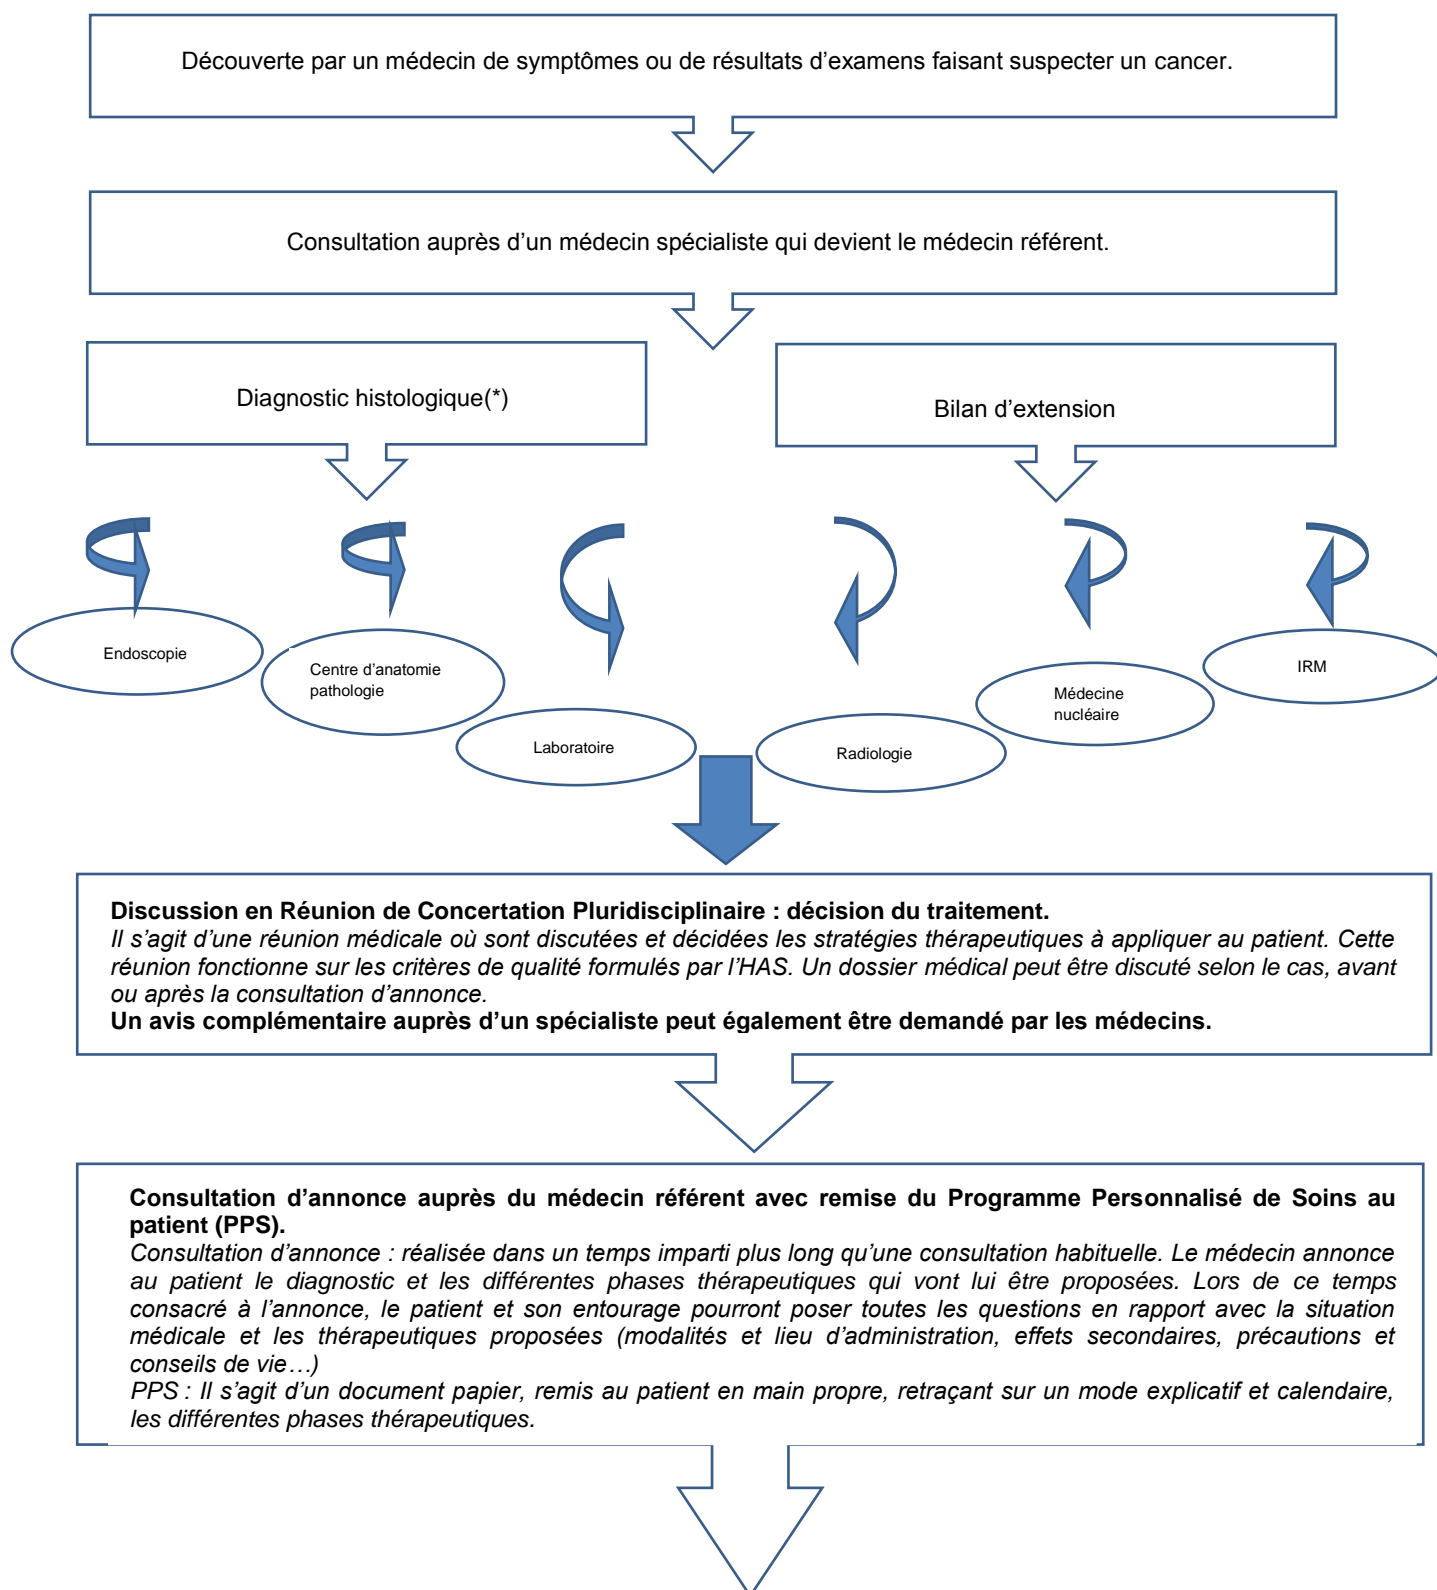 Découverte par un médecin de symptômes ou de résultats d’examens faisant suspecter un cancer.
Consultation auprès d’un médecin spécialiste qui devient le médecin référent.
Diagnostic histologique(*)
Bilan d’extension
Endoscopie
Centre d’anatomie
pathologie
Laboratoire
Radiologie
Médecine
nucléaire
IRM
Discussion en Réunion de Concertation Pluridisciplinaire : décision du traitement.
Il s’agit d’une réunion médicale où sont discutées et décidées les stratégies thérapeutiques à appliquer au patient. Cette
réunion fonctionne sur les critères de qualité formulés par l’HAS. Un dossier médical peut être discuté selon le cas, avant
ou après la consultation d’annonce.
Un avis complémentaire auprès d’un spécialiste peut également être demandé par les médecins.
Consultation d’annonce auprès du médecin référent avec remise du Programme Personnalisé de Soins au
patient (PPS).
Consultation d’annonce : réalisée dans un temps imparti plus long qu’une consultation habituelle. Le médecin annonce
au patient le diagnostic et les différentes phases thérapeutiques qui vont lui être proposées. Lors de ce temps
consacré à l’annonce, le patient et son entourage pourront poser toutes les questions en rapport avec la situation
médicale et les thérapeutiques proposées (modalités et lieu d’administration, effets secondaires, précautions et
conseils de vie…)
PPS : Il s’agit d’un document papier, remis au patient en main propre, retraçant sur un mode explicatif et calendaire,
les différentes phases thérapeutiques.